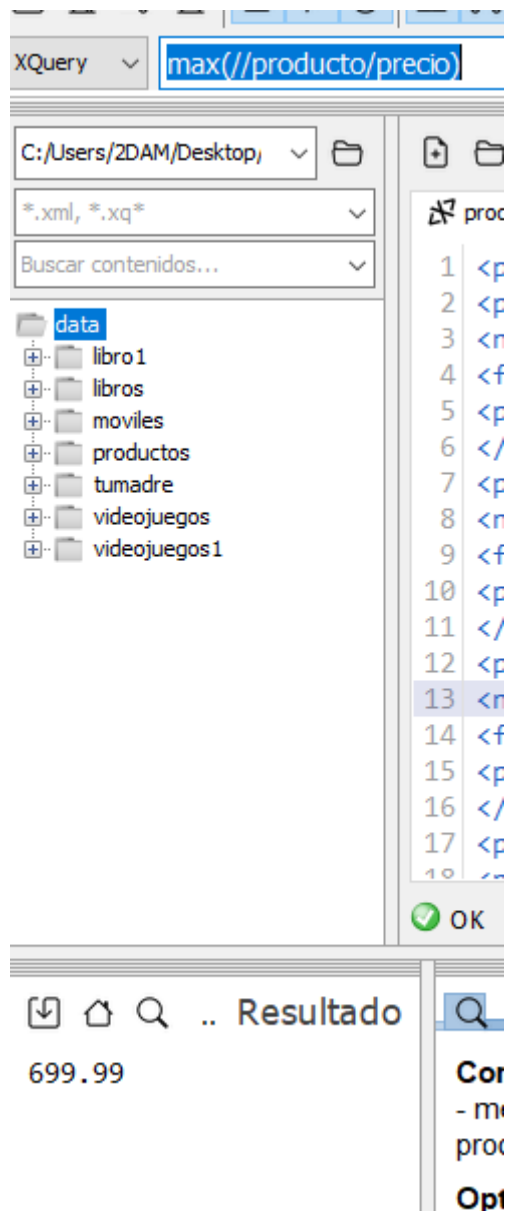 XQuery
max(//producto/precio)
C:/Users/2DAM/Desktop/
*.xml, *.xq*
Buscar contenidos...
data
libro1
libros
moviles
productos
tumadre
videojuegos
videojuegos1
1 <p
2 <p
3 <n
4 <f
5 <p
6 </
7 <p
8 <n
9 <f
10 <p
11 </
12 <p
13 <n
14 <f
15 <p
16 </
17 <p
OK
.. Resultado
699.99